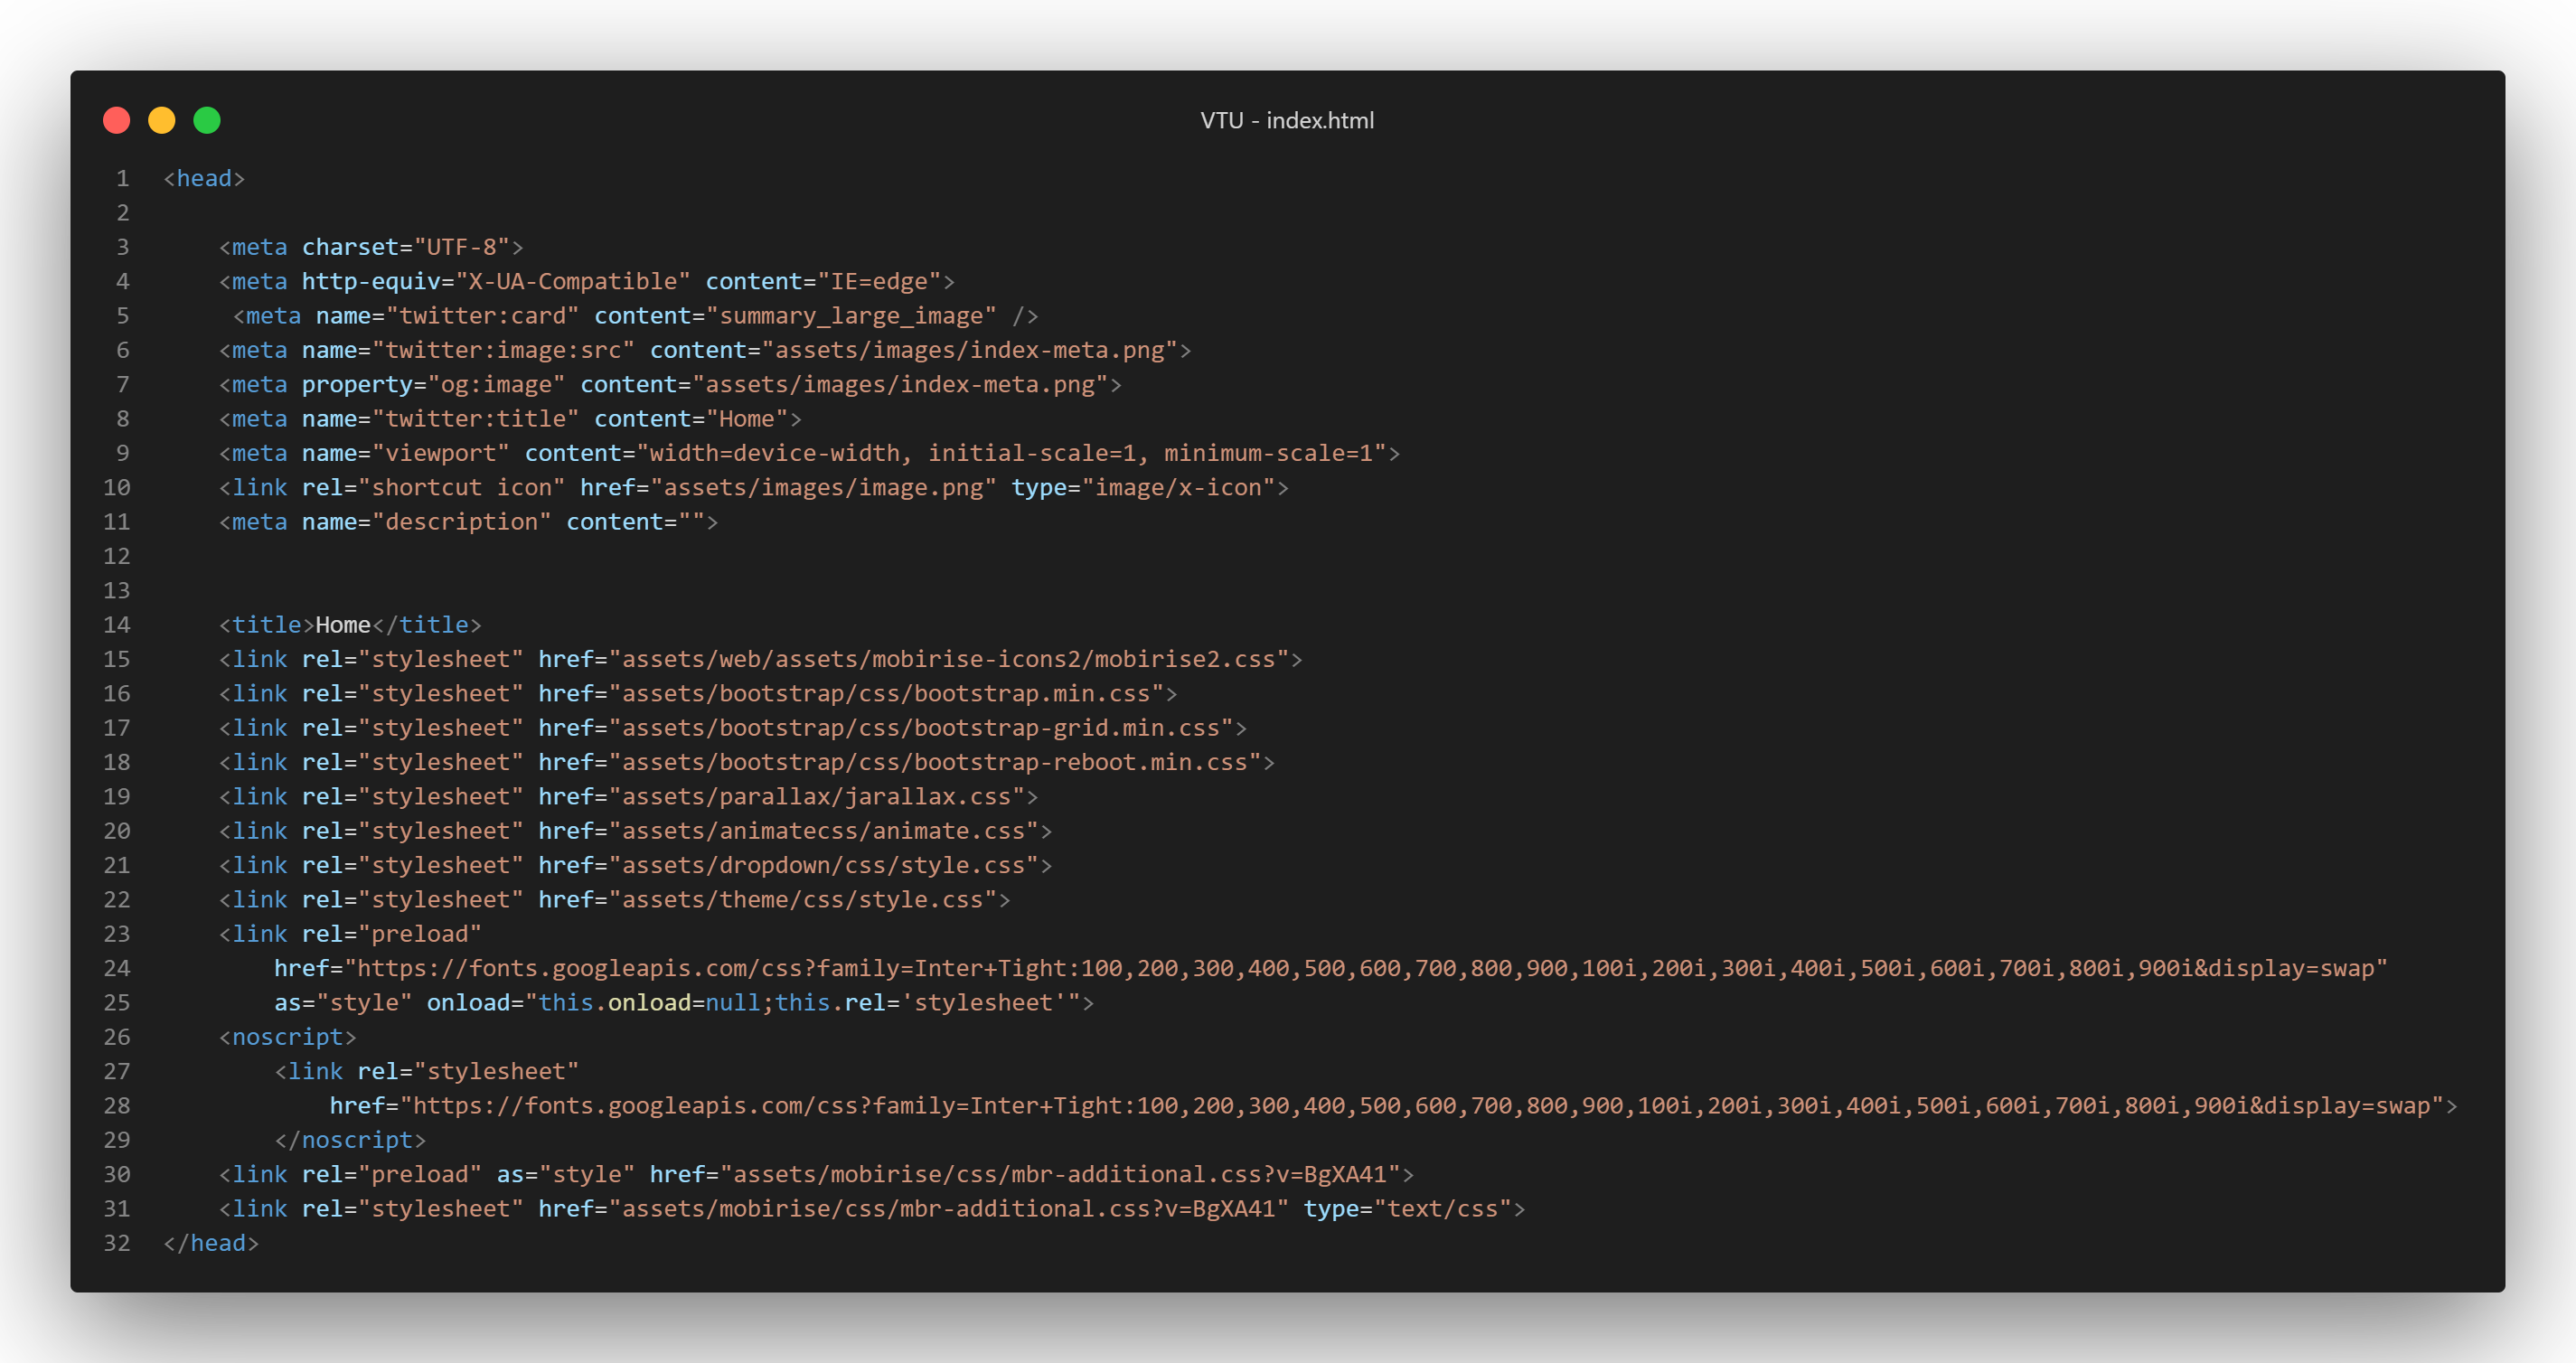 VTU - index.html
1 <head>
2
3     <meta charset="UTF-8">
4     <meta http-equiv="X-UA-Compatible" content="IE=edge">
5      <meta name="twitter:card" content="summary_large_image" />
6     <meta name="twitter:image:src" content="assets/images/index-meta.png">
7     <meta property="og:image" content="assets/images/index-meta.png">
8     <meta name="twitter:title" content="Home">
9     <meta name="viewport" content="width=device-width, initial-scale=1, minimum-scale=1">
10     <link rel="shortcut icon" href="assets/images/image.png" type="image/x-icon">
11     <meta name="description" content="">
12
13
14     <title>Home</title>
15     <link rel="stylesheet" href="assets/web/assets/mobirise-icons2/mobirise2.css">
16     <link rel="stylesheet" href="assets/bootstrap/css/bootstrap.min.css">
17     <link rel="stylesheet" href="assets/bootstrap/css/bootstrap-grid.min.css">
18     <link rel="stylesheet" href="assets/bootstrap/css/bootstrap-reboot.min.css">
19     <link rel="stylesheet" href="assets/parallax/jarallax.css">
20     <link rel="stylesheet" href="assets/animatecss/animate.css">
21     <link rel="stylesheet" href="assets/dropdown/css/style.css">
22     <link rel="stylesheet" href="assets/theme/css/style.css">
23     <link rel="preload"
24         href="https://fonts.googleapis.com/css?family=Inter+Tight:100,200,300,400,500,600,700,800,900,100i,200i,300i,400i,500i,600i,700i,800i,900i&display=swap"
25         as="style" onload="this.onload=null;this.rel='stylesheet'">
26     <noscript>
27         <link rel="stylesheet"
28             href="https://fonts.googleapis.com/css?family=Inter+Tight:100,200,300,400,500,600,700,800,900,100i,200i,300i,400i,500i,600i,700i,800i,900i&display=swap">
29         </noscript>
30     <link rel="preload" as="style" href="assets/mobirise/css/mbr-additional.css?v=BgXA41">
31     <link rel="stylesheet" href="assets/mobirise/css/mbr-additional.css?v=BgXA41" type="text/css">
32 </head>